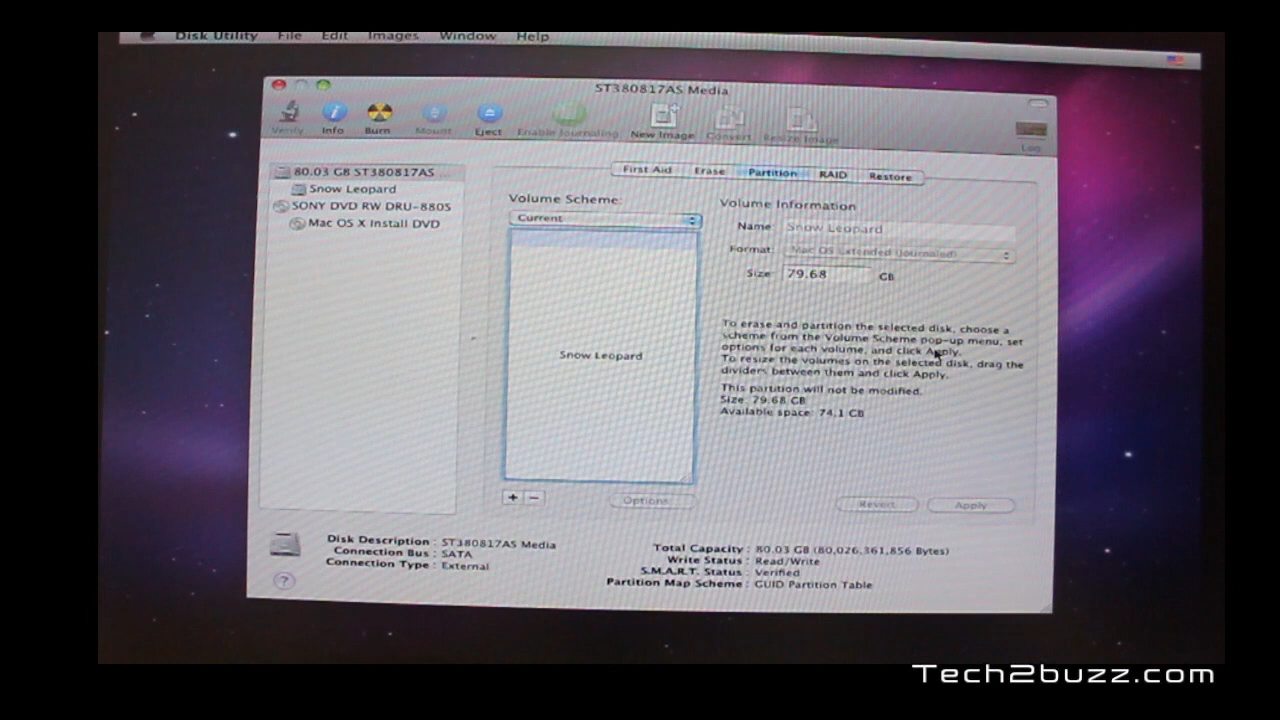 Disk Utility File Edit Images Window Help
ST380817AS Media
Verify Info Burn Mount Eject Enable Journaling New Image Convert Resize Image Log
80.03 GB ST380817AS ...
Snow Leopard
SONY DVD RW DRU-880S
Mac OS X Install DVD
First Aid Erase Partition RAID Restore
Volume Scheme:
Current
Snow Leopard
+ −
Options...
Volume Information
Name: Snow Leopard
Format: Mac OS Extended (Journaled)
Size: 79.68 GB
To erase and partition the selected disk, choose a
scheme from the Volume Scheme pop-up menu, set
options for each volume, and click Apply.
To resize the volumes on the selected disk, drag the
dividers between them and click Apply.
This partition will not be modified.
Size: 79.68 GB
Available space: 74.1 GB
Revert Apply
Disk Description : ST380817AS Media
Connection Bus : SATA
Connection Type : External
Total Capacity : 80.03 GB (80,026,361,856 Bytes)
Write Status : Read/Write
S.M.A.R.T. Status : Verified
Partition Map Scheme : GUID Partition Table
?
Tech2buzz.com